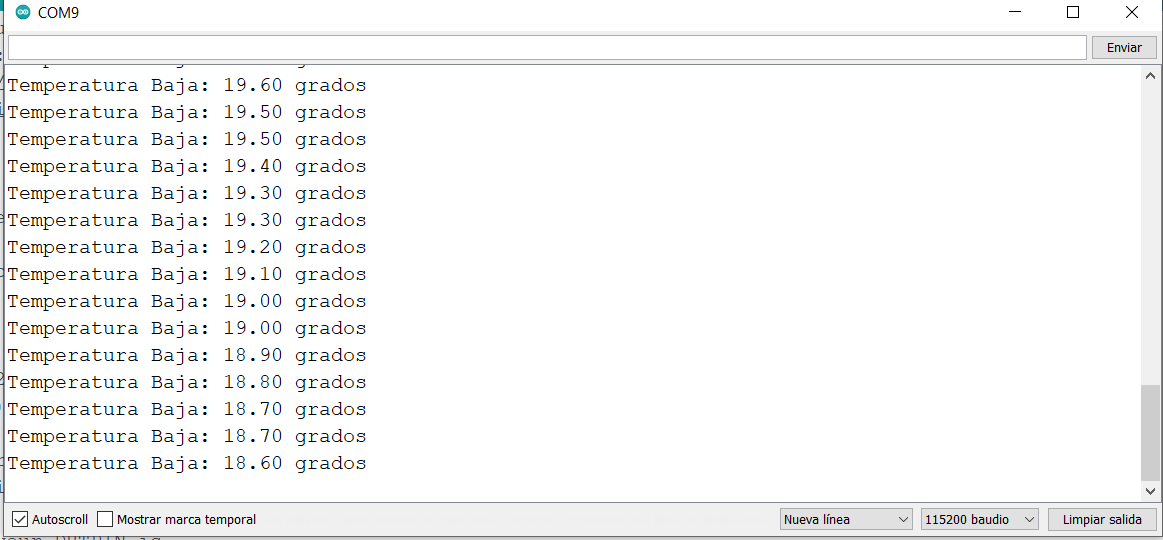 COM9
Enviar
Temperatura Baja: 19.60 grados
Temperatura Baja: 19.50 grados
Temperatura Baja: 19.50 grados
Temperatura Baja: 19.40 grados
Temperatura Baja: 19.30 grados
Temperatura Baja: 19.30 grados
Temperatura Baja: 19.20 grados
Temperatura Baja: 19.10 grados
Temperatura Baja: 19.00 grados
Temperatura Baja: 19.00 grados
Temperatura Baja: 18.90 grados
Temperatura Baja: 18.80 grados
Temperatura Baja: 18.70 grados
Temperatura Baja: 18.70 grados
Temperatura Baja: 18.60 grados
Autoscroll Mostrar marca temporal Nueva línea 115200 baudio Limpiar salida